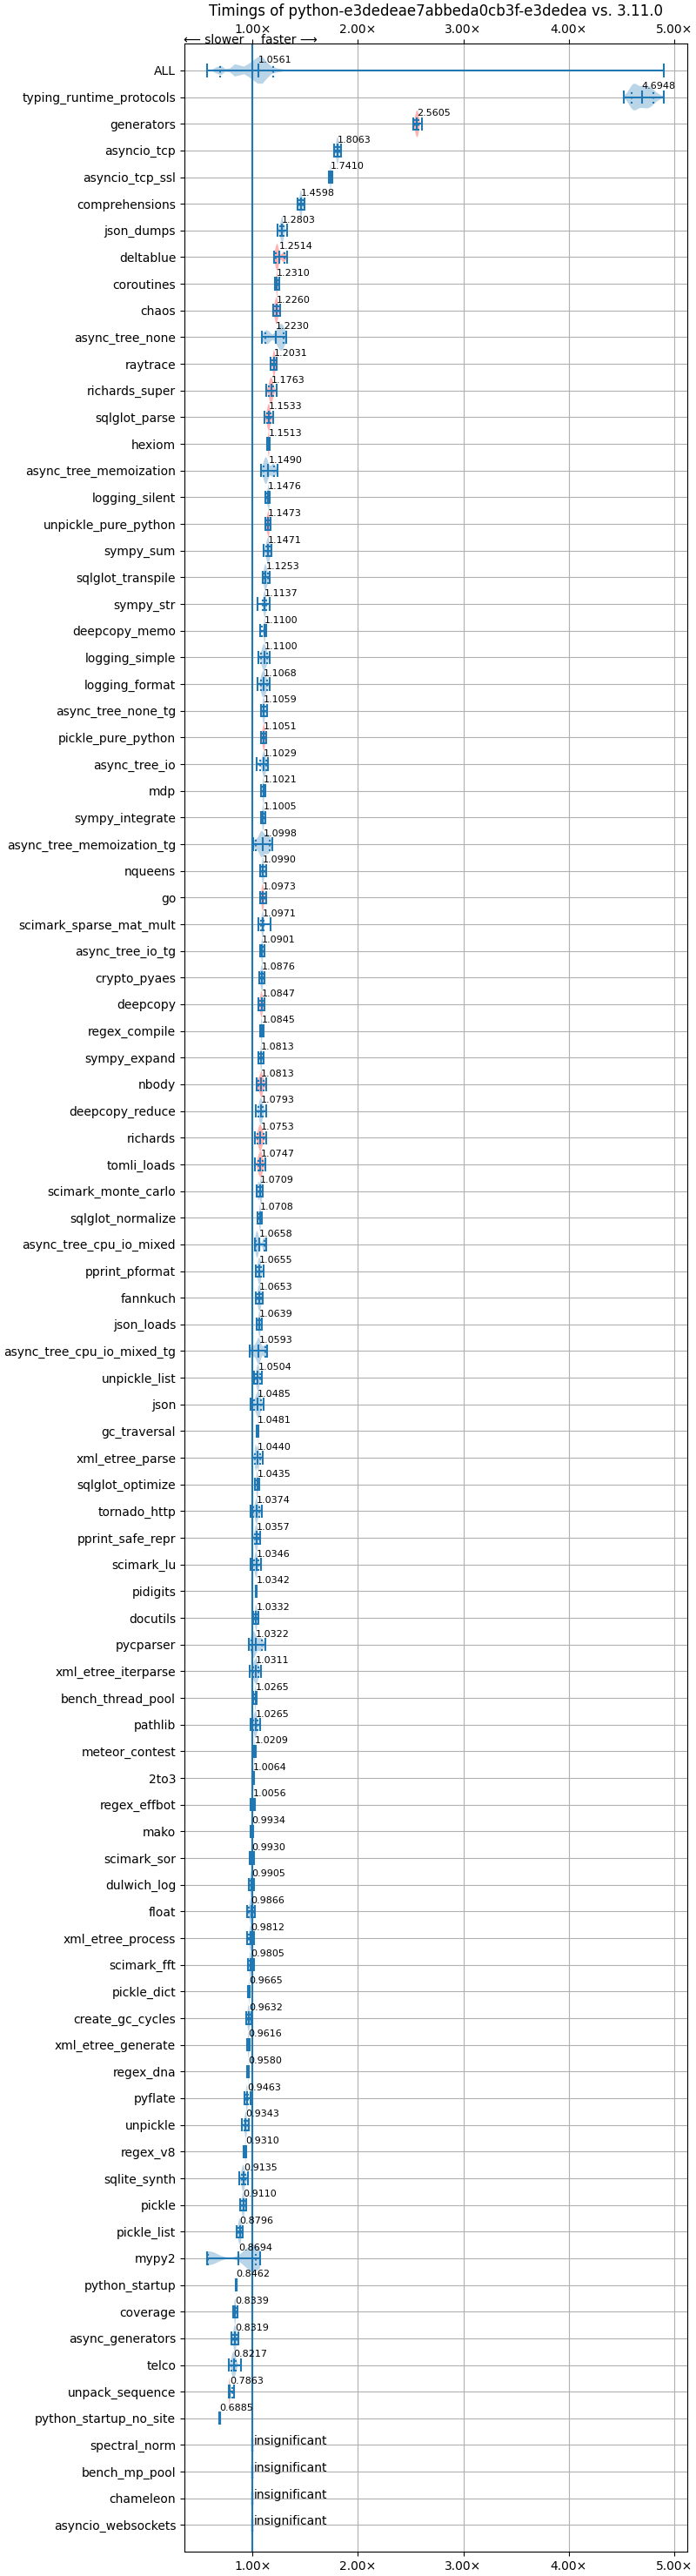 Timings of python-e3dedeae7abbeda0cb3f-e3dedea vs. 3.11.0
1.00× 2.00× 3.00× 4.00× 5.00×
⟵ slower faster ⟶
ALL 1.0561
typing_runtime_protocols 4.6948
generators 2.5605
asyncio_tcp 1.8063
asyncio_tcp_ssl 1.7410
comprehensions 1.4598
json_dumps 1.2803
deltablue 1.2514
coroutines 1.2310
chaos 1.2260
async_tree_none 1.2230
raytrace 1.2031
richards_super 1.1763
sqlglot_parse 1.1533
hexiom 1.1513
async_tree_memoization 1.1490
logging_silent 1.1476
unpickle_pure_python 1.1473
sympy_sum 1.1471
sqlglot_transpile 1.1253
sympy_str 1.1137
deepcopy_memo 1.1100
logging_simple 1.1100
logging_format 1.1068
async_tree_none_tg 1.1059
pickle_pure_python 1.1051
async_tree_io 1.1029
mdp 1.1021
sympy_integrate 1.1005
async_tree_memoization_tg 1.0998
nqueens 1.0990
go 1.0973
scimark_sparse_mat_mult 1.0971
async_tree_io_tg 1.0901
crypto_pyaes 1.0876
deepcopy 1.0847
regex_compile 1.0845
sympy_expand 1.0813
nbody 1.0813
deepcopy_reduce 1.0793
richards 1.0753
tomli_loads 1.0747
scimark_monte_carlo 1.0709
sqlglot_normalize 1.0708
async_tree_cpu_io_mixed 1.0658
pprint_pformat 1.0655
fannkuch 1.0653
json_loads 1.0639
async_tree_cpu_io_mixed_tg 1.0593
unpickle_list 1.0504
json 1.0485
gc_traversal 1.0481
xml_etree_parse 1.0440
sqlglot_optimize 1.0435
tornado_http 1.0374
pprint_safe_repr 1.0357
scimark_lu 1.0346
pidigits 1.0342
docutils 1.0332
pycparser 1.0322
xml_etree_iterparse 1.0311
bench_thread_pool 1.0265
pathlib 1.0265
meteor_contest 1.0209
2to3 1.0064
regex_effbot 1.0056
mako 0.9934
scimark_sor 0.9930
dulwich_log 0.9905
float 0.9866
xml_etree_process 0.9812
scimark_fft 0.9805
pickle_dict 0.9665
create_gc_cycles 0.9632
xml_etree_generate 0.9616
regex_dna 0.9580
pyflate 0.9463
unpickle 0.9343
regex_v8 0.9310
sqlite_synth 0.9135
pickle 0.9110
pickle_list 0.8796
mypy2 0.8694
python_startup 0.8462
coverage 0.8339
async_generators 0.8319
telco 0.8217
unpack_sequence 0.7863
python_startup_no_site 0.6885
spectral_norm insignificant
bench_mp_pool insignificant
chameleon insignificant
asyncio_websockets insignificant
1.00× 2.00× 3.00× 4.00× 5.00×